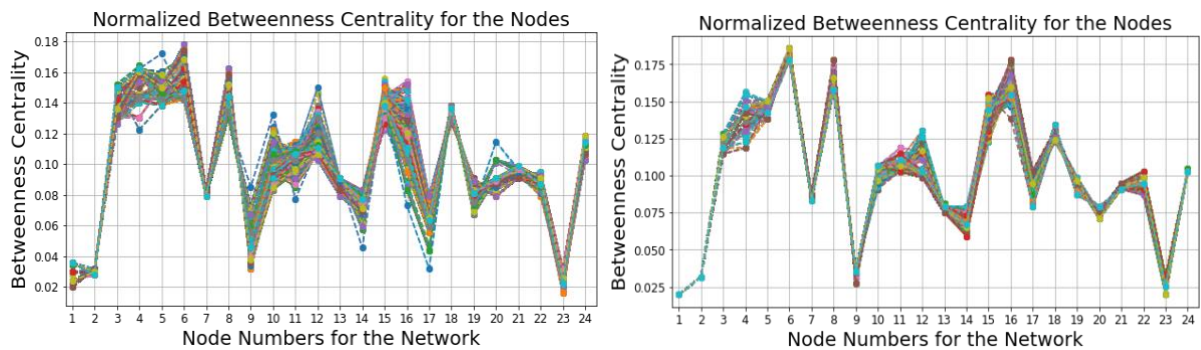 Normalized Betweenness Centrality for the Nodes
Betweenness Centrality
0.18
0.16
0.14
0.12
0.10
0.08
0.06
0.04
0.02
1 2 3 4 5 6 7 8 9 10 11 12 13 14 15 16 17 18 19 20 21 22 23 24
Node Numbers for the Network
Normalized Betweenness Centrality for the Nodes
Betweenness Centrality
0.175
0.150
0.125
0.100
0.075
0.050
0.025
1 2 3 4 5 6 7 8 9 10 11 12 13 14 15 16 17 18 19 20 21 22 23 24
Node Numbers for the Network